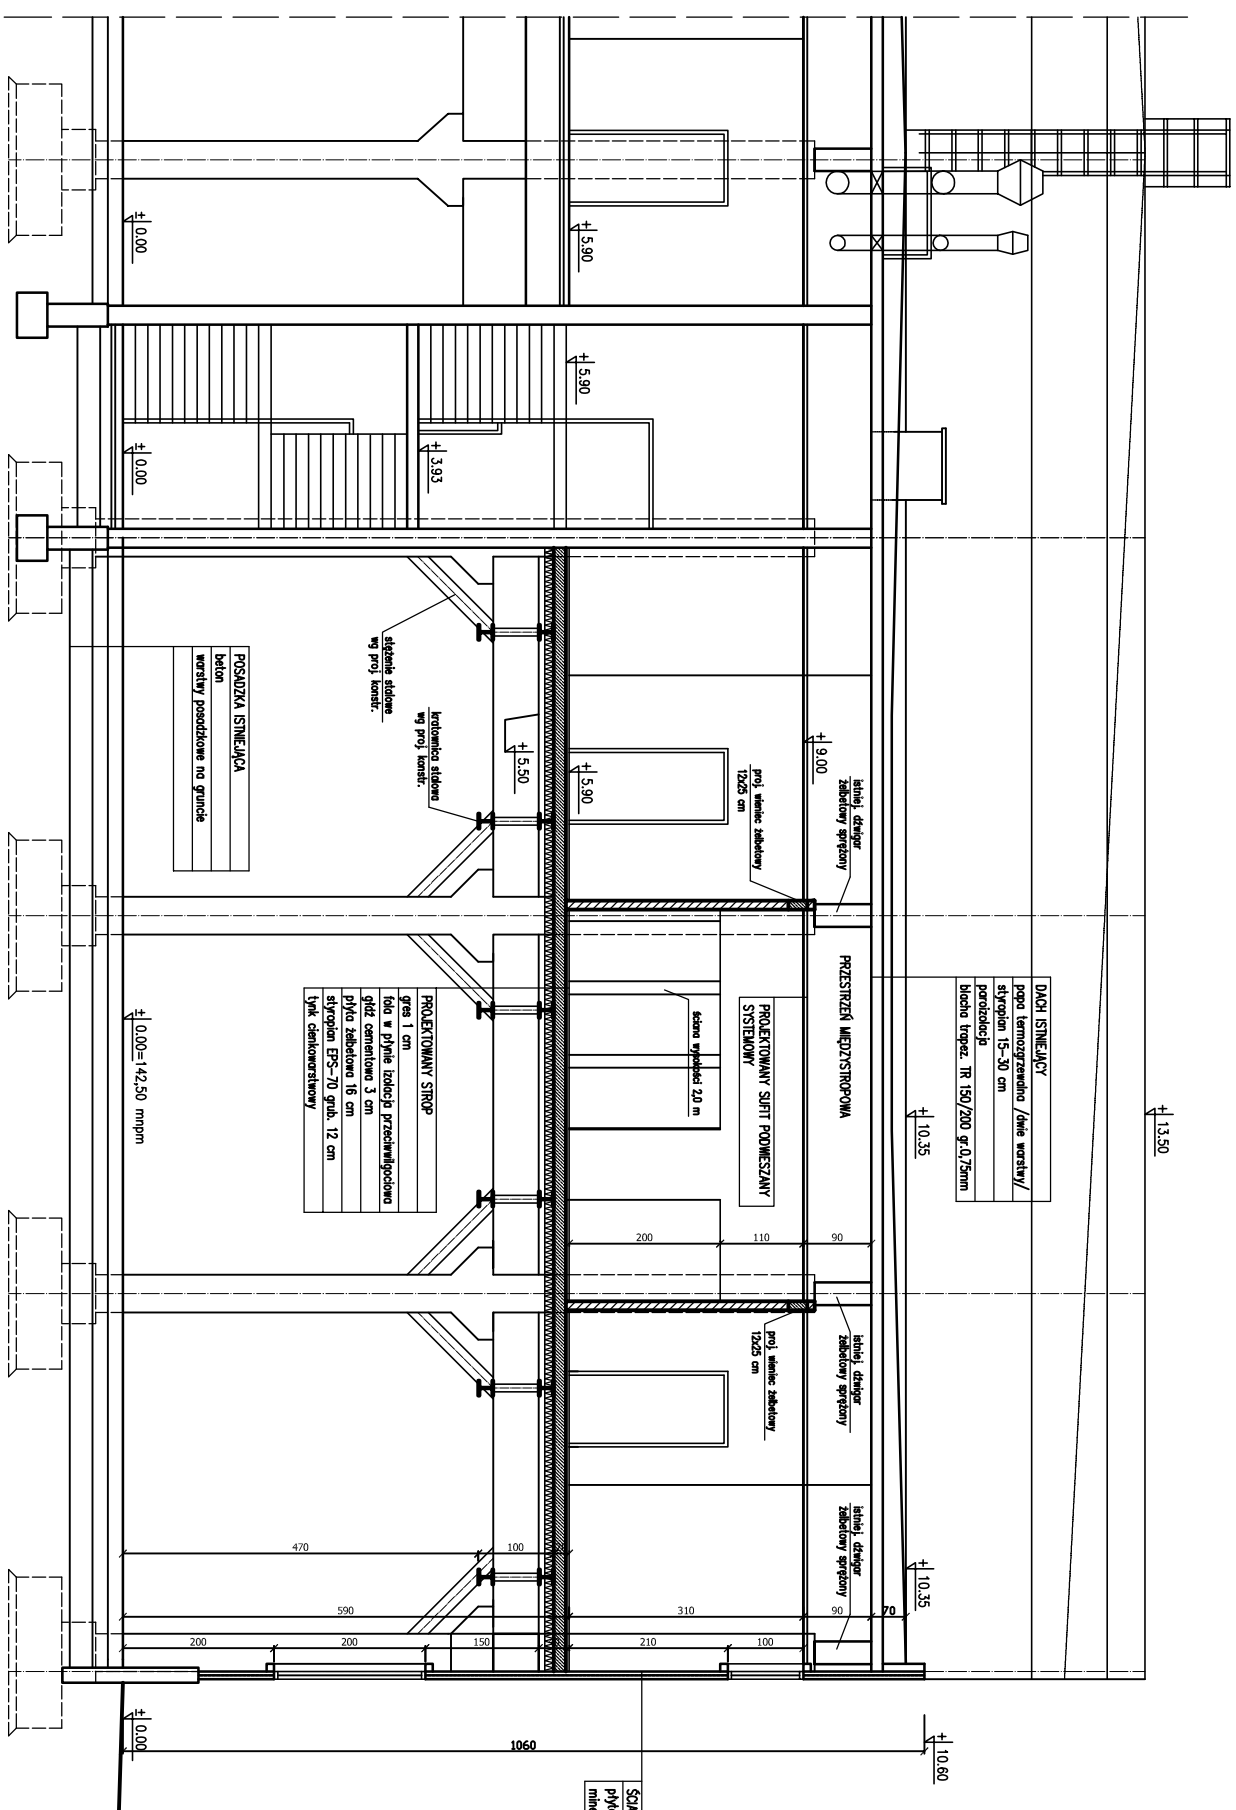 + 13.50
DACH ISTNIEJĄCY
papa termozgrzewalna /dwie warstwy/
styropian 15-30 cm
paroizolacja
blacha trapez. TR 150/200 gr.0,75mm
+ 10.35
+ 10.35
+ 10.60
istniej. dźwigar
żelbetowy sprężony
PRZESTRZEŃ MIĘDZYSTROPOWA
istniej. dźwigar
żelbetowy sprężony
istniej. dźwigar
żelbetowy sprężony
+ 9.00
proj. wieniec żelbetowy
12x25 cm
PROJEKTOWANY SUFIT PODWIESZANY
SYSTEMOWY
proj. wieniec żelbetowy
12x25 cm
ściana wysokości 2,0 m
90
110
200
70
90
310
100
210
+ 5.90
+ 5.90
+ 5.90
+ 5.50
+ 3.93
kratownica stalowa
wg proj. konstr.
stężenie stalowe
wg proj. konstr.
PROJEKTOWANY STROP
gres 1 cm
folia w płynie izolacja przeciwwilgociowa
gładź cementowa 3 cm
płyta żelbetowa 16 cm
styropian EPS-70 grub. 12 cm
tynk cienkowarstwowy
POSADZKA ISTNIEJĄCA
beton
warstwy posadzkowe na gruncie
100
470
590
150
200
200
1060
± 0.00
± 0.00
± 0.00=142,50 mnpm
± 0.00